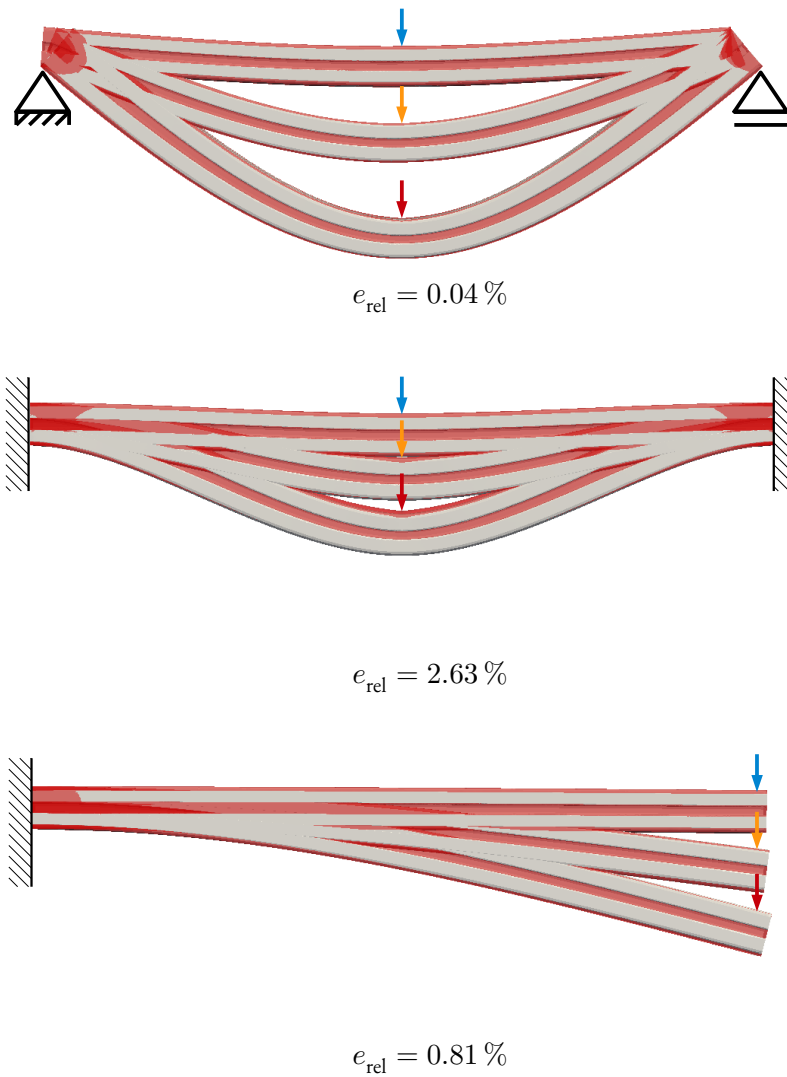 e_rel = 0.04 %
e_rel = 2.63 %
e_rel = 0.81 %